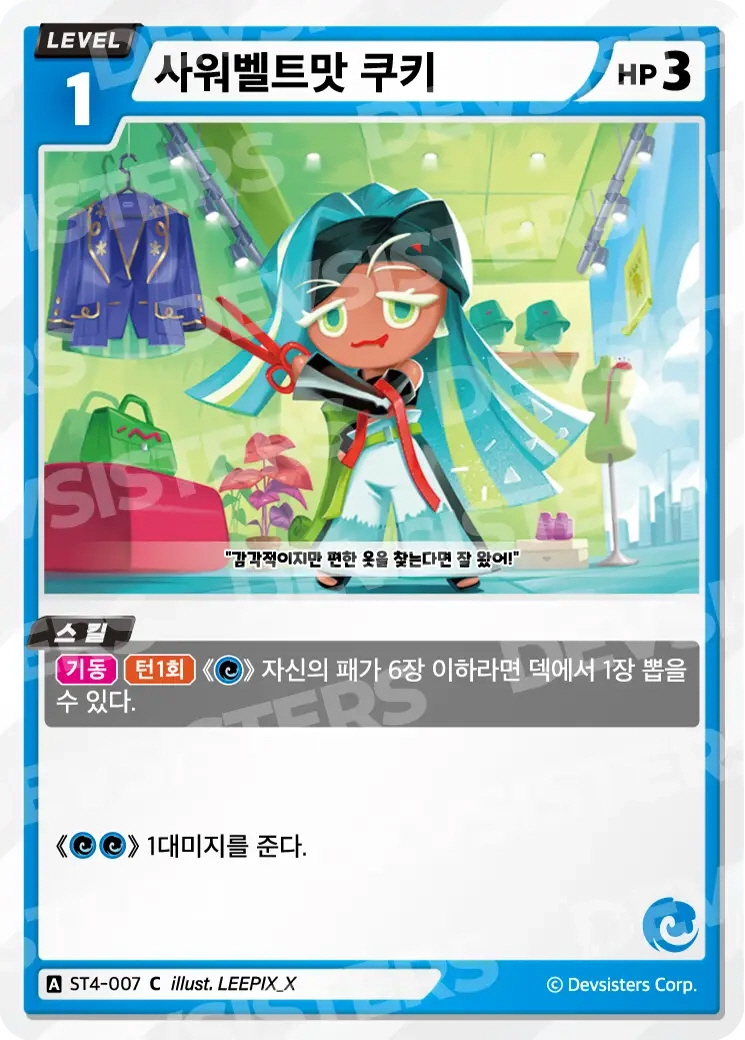 LEVEL
1
사워벨트맛 쿠키
HP 3
"감각적이지만 편한 옷을 찾는다면 잘 왔어!"
스킬
기동 턴1회 《》 자신의 패가 6장 이하라면 덱에서 1장 뽑을
수 있다.
《》 1대미지를 준다.
A ST4-007 C illust. LEEPIX_X
© Devsisters Corp.
DEVSISTERS